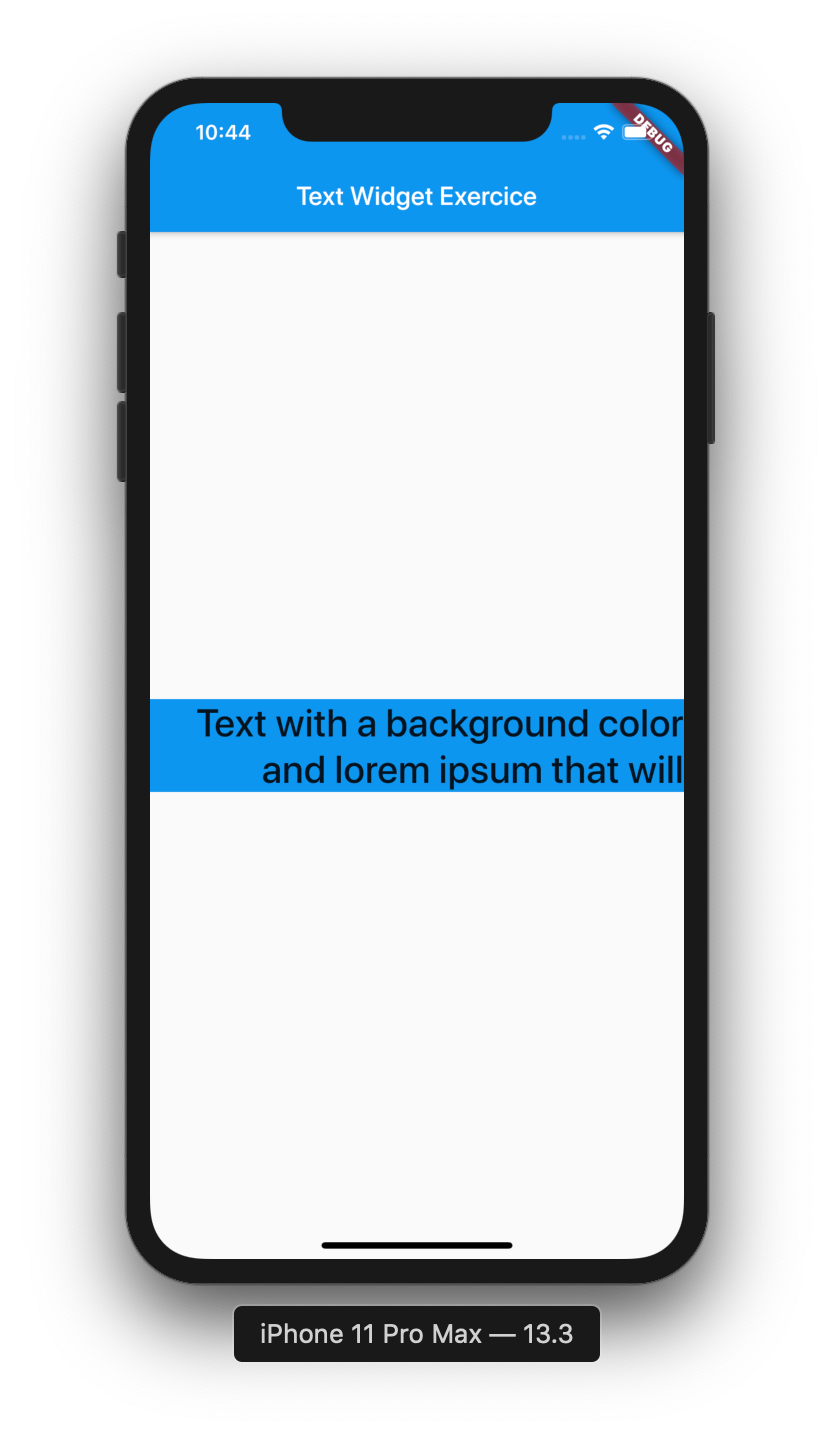 10:44
DEBUG
Text Widget Exercice
Text with a background color
and lorem ipsum that will
iPhone 11 Pro Max — 13.3